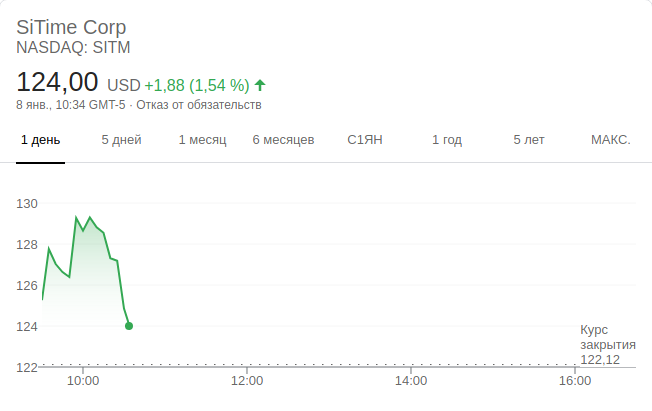 SiTime Corp
NASDAQ: SITM
124,00 USD +1,88 (1,54 %)
8 янв., 10:34 GMT-5 · Отказ от обязательств
1 день 5 дней 1 месяц 6 месяцев С1ЯН 1 год 5 лет МАКС.
130
128
126
124
Курс
закрытия
122,12
122
10:00 12:00 14:00 16:00